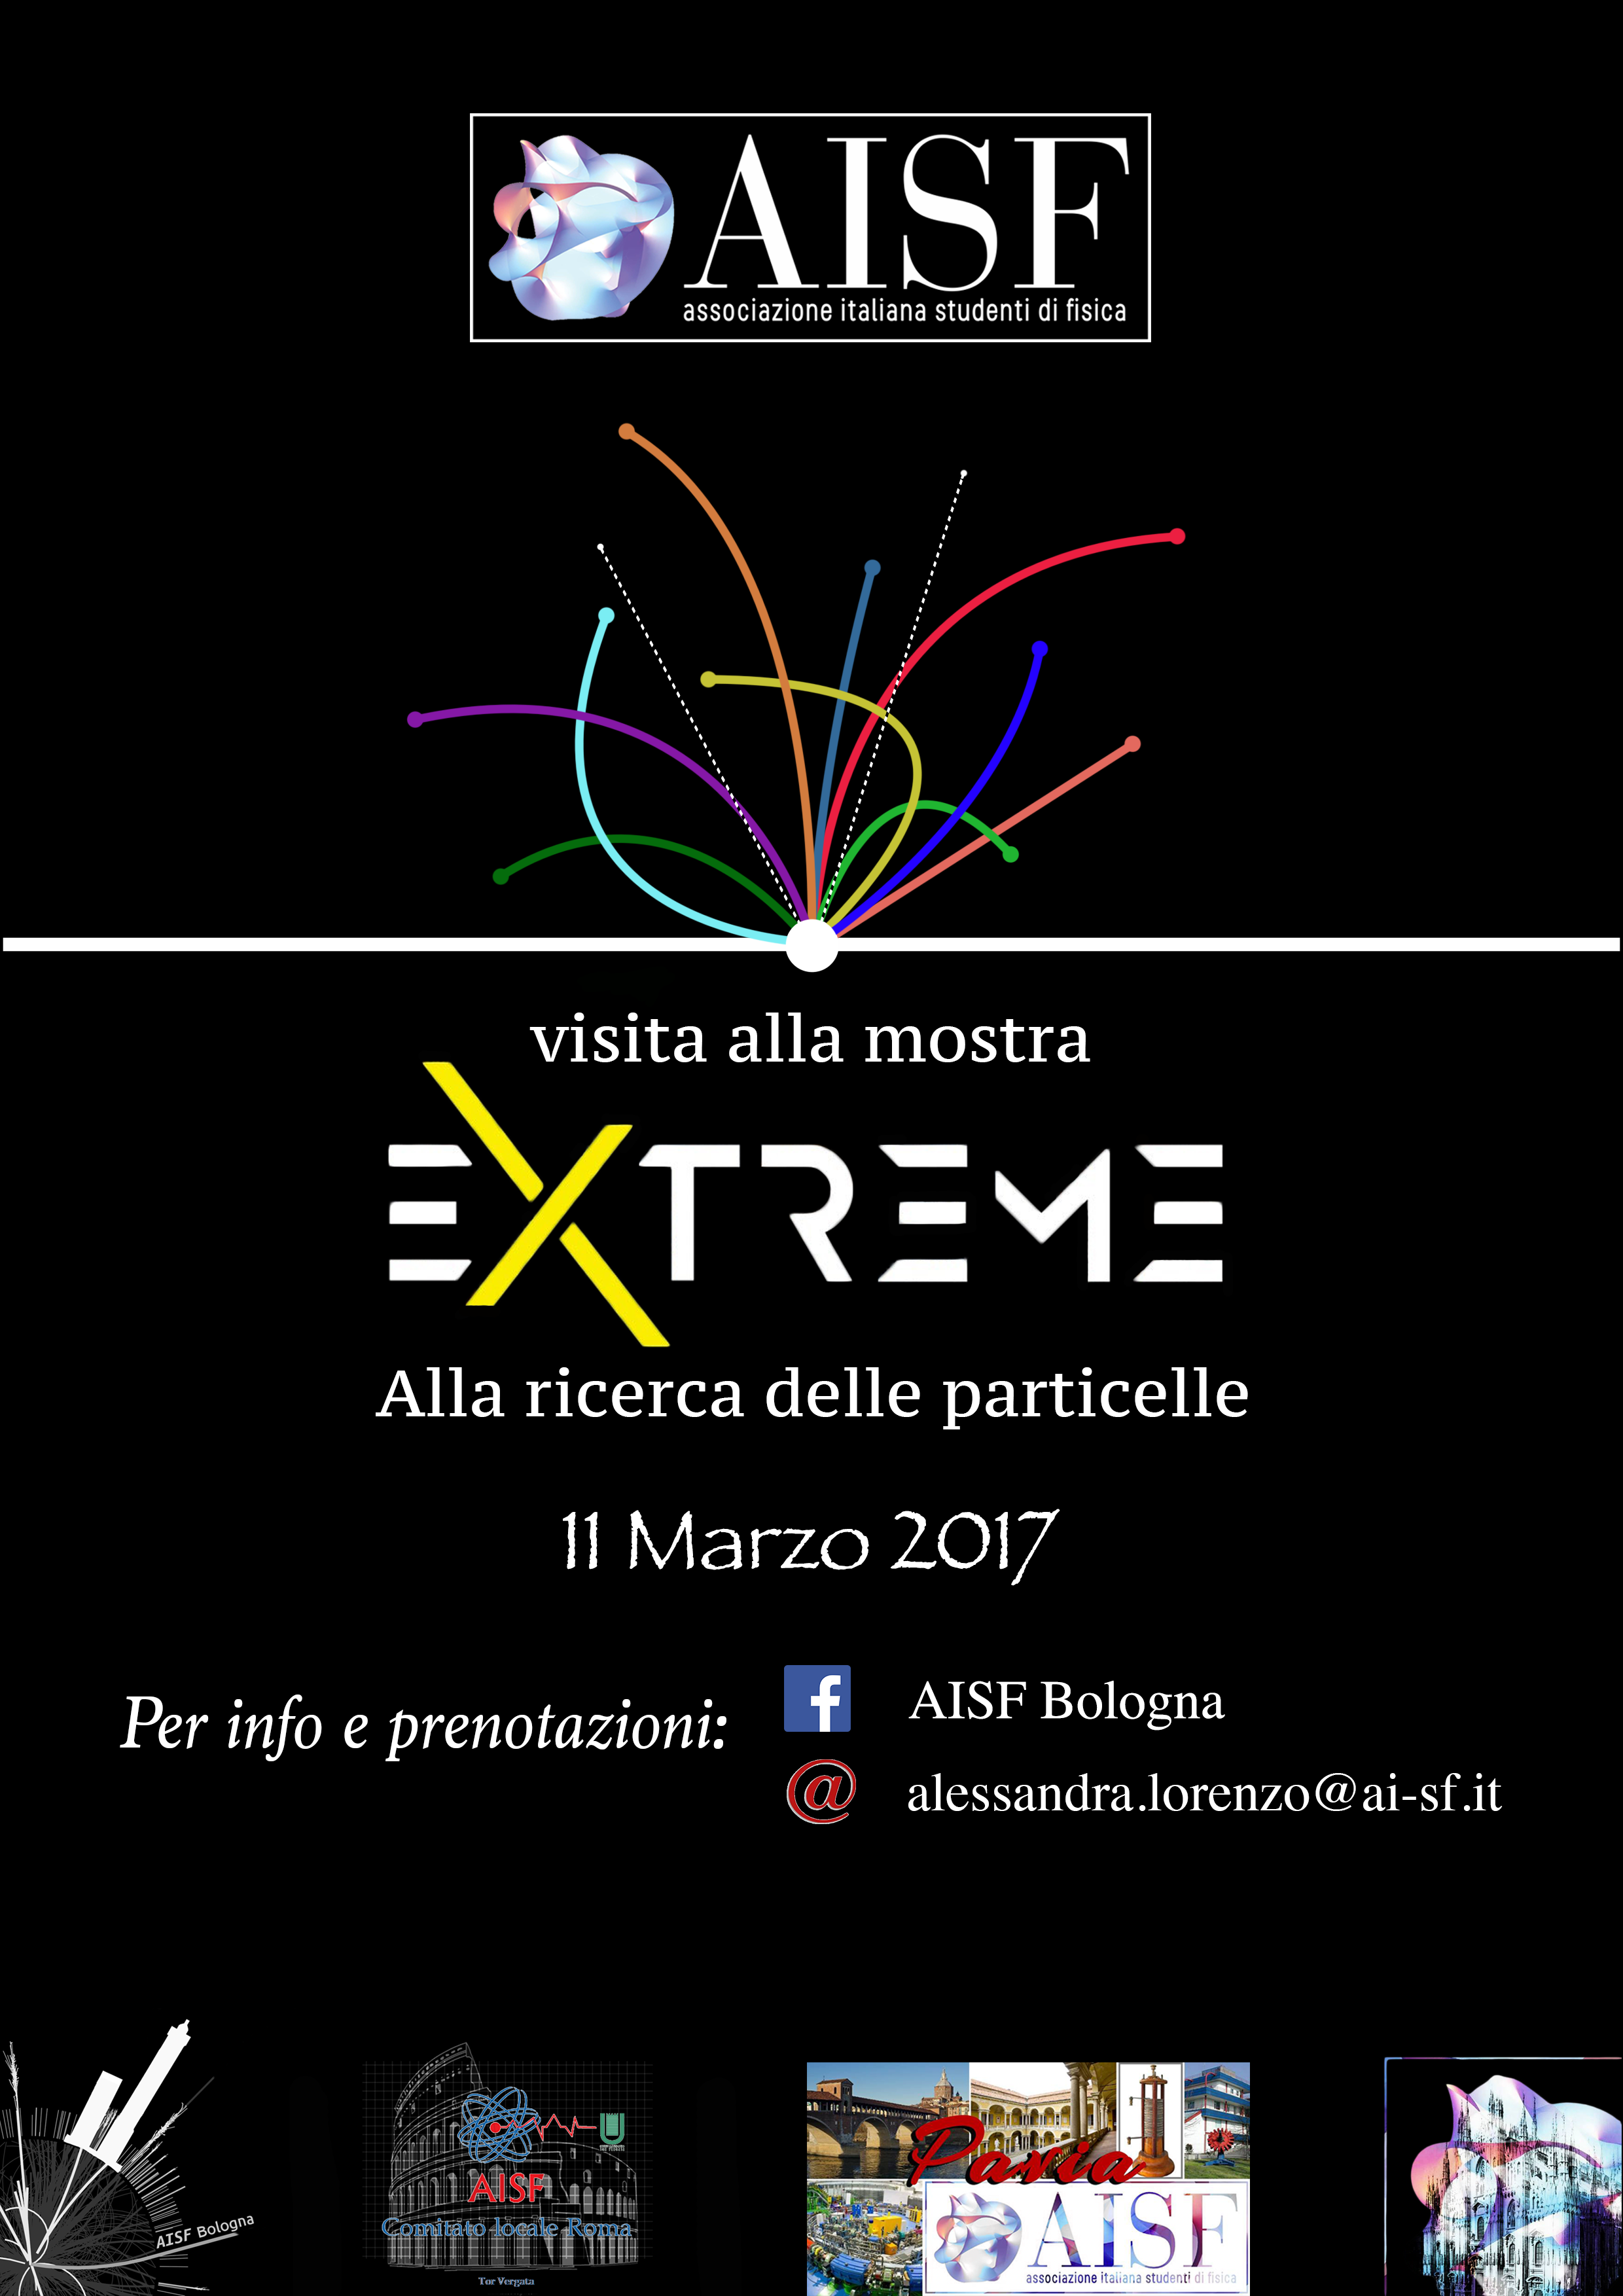 AISF
associazione italiana studenti di fisica
visita alla mostra
EXTREME
Alla ricerca delle particelle
11 Marzo 2017
Per info e prenotazioni:
AISF Bologna
@ alessandra.lorenzo@ai-sf.it
AISF Bologna
AISF
Comitato locale Roma
Tor Vergata
Pavia
AISF
associazione italiana studenti di fisica